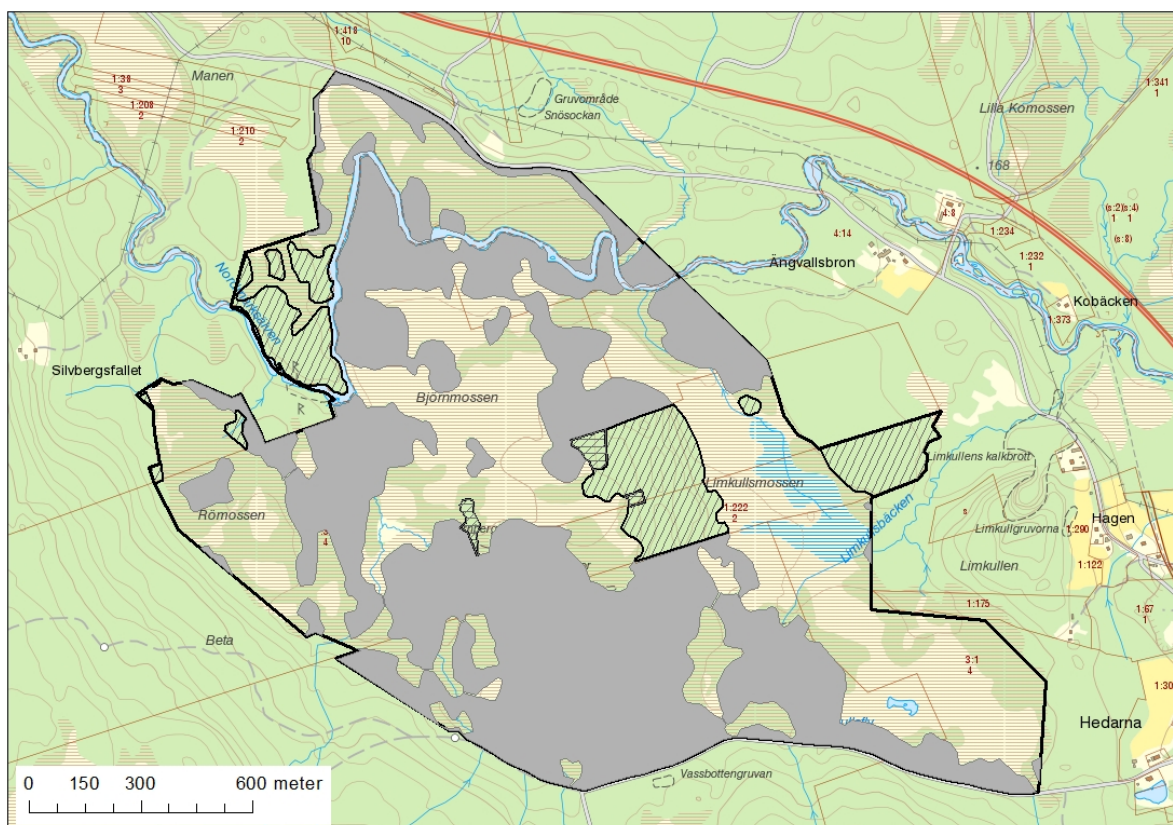 1:418
10
Manen
1:38
3
1:208
2
1:210
2
Gruvområde
Snösockan
1:341
1
Lilla Komossen
168
(s:2)(s:4)
1 1
(s:8)
4:8
1:234
4:14
1:232
1
Ängvallsbron
Kobäcken
1:373
Silvbergsfallet
R
R
Björnmossen
Limkullens kalkbrott
Limkullsmossen
1:222
2
Römossen
3
4
Limkullsbäcken
s
Limkullgruvorna
1:290
Hagen
1:122
Limkullen
1:175
1:67
1
Beta
3:1
4
1:30
Hedarna
Vassbottengruvan
0 150 300 600 meter